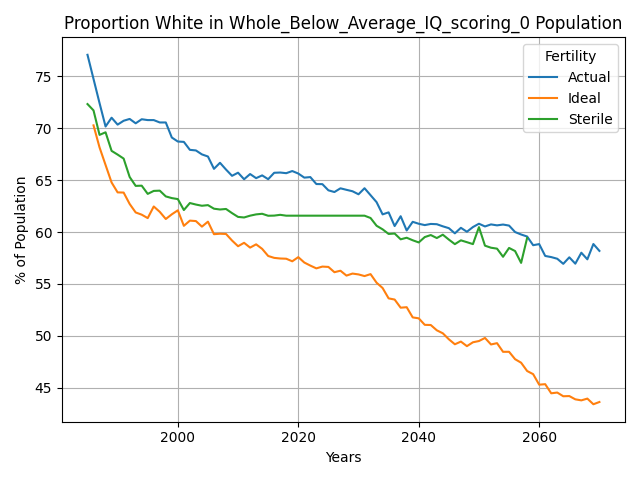 Proportion White in Whole_Below_Average_IQ_scoring_0 Population
Fertility
Actual
Ideal
Sterile
% of Population
75
70
65
60
55
50
45
2000
2020
2040
2060
Years